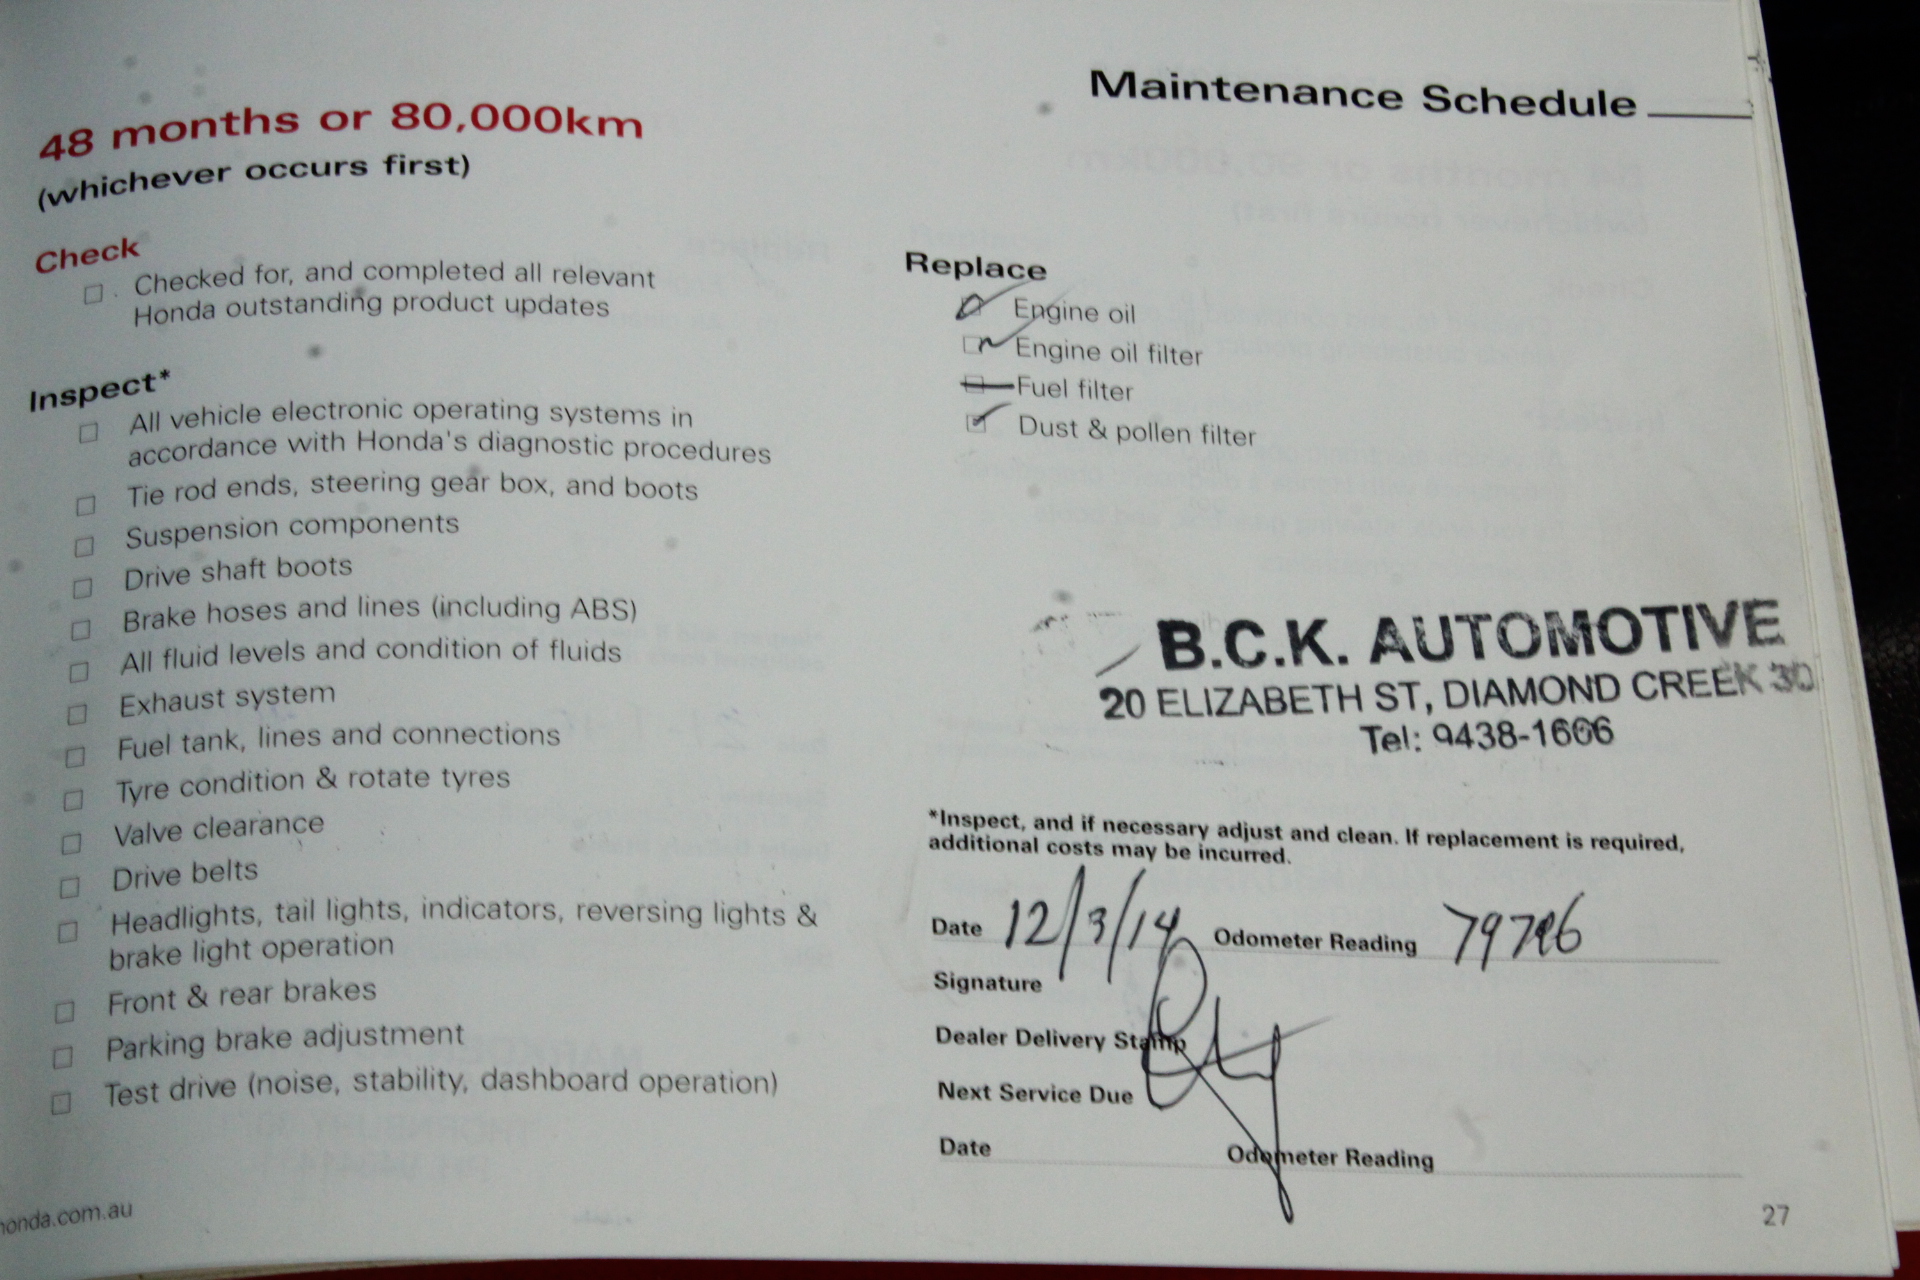 Maintenance Schedule
48 months or 80,000km
(whichever occurs first)
Check
Checked for, and completed all relevant
Honda outstanding product updates
Inspect*
All vehicle electronic operating systems in
accordance with Honda's diagnostic procedures
Tie rod ends, steering gear box, and boots
Suspension components
Drive shaft boots
Brake hoses and lines (including ABS)
All fluid levels and condition of fluids
Exhaust system
Fuel tank, lines and connections
Tyre condition & rotate tyres
Valve clearance
Drive belts
Headlights, tail lights, indicators, reversing lights &
brake light operation
Front & rear brakes
Parking brake adjustment
Test drive (noise, stability, dashboard operation)
honda.com.au
Replace
Engine oil
Engine oil filter
Fuel filter
Dust & pollen filter
B.C.K. AUTOMOTIVE
20 ELIZABETH ST, DIAMOND CREEK 30
Tel: 9438-1666
*Inspect, and if necessary adjust and clean. If replacement is required,
additional costs may be incurred.
Date 12/3/14 Odometer Reading
Signature
Dealer Delivery Stamp
Next Service Due
Date Odometer Reading
27